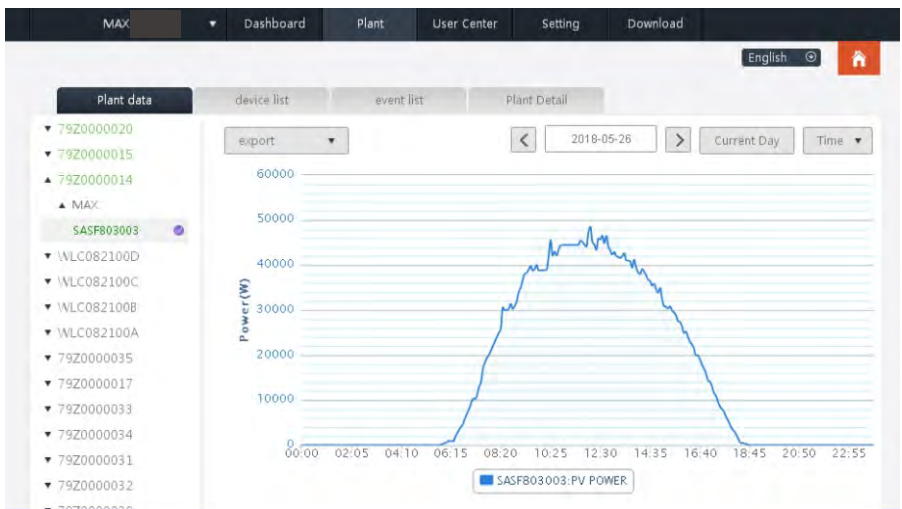 MAX ▼ Dashboard Plant User Center Setting Download
English
Plant data device list event list Plant Detail
▼ 79Z0000020
▼ 79Z0000015
▲ 79Z0000014
▲ MAX
SASF803003
▼ WLC082100D
▼ WLC082100C
▼ WLC082100B
▼ WLC082100A
▼ 79Z0000035
▼ 79Z0000017
▼ 79Z0000033
▼ 79Z0000034
▼ 79Z0000031
▼ 79Z0000032
export ▼ < 2018-05-26 > Current Day Time ▼
60000
50000
40000
30000
20000
10000
0
Power(W)
00:00 02:05 04:10 06:15 08:20 10:25 12:30 14:35 16:40 18:45 20:50 22:55
SASF803003:PV POWER